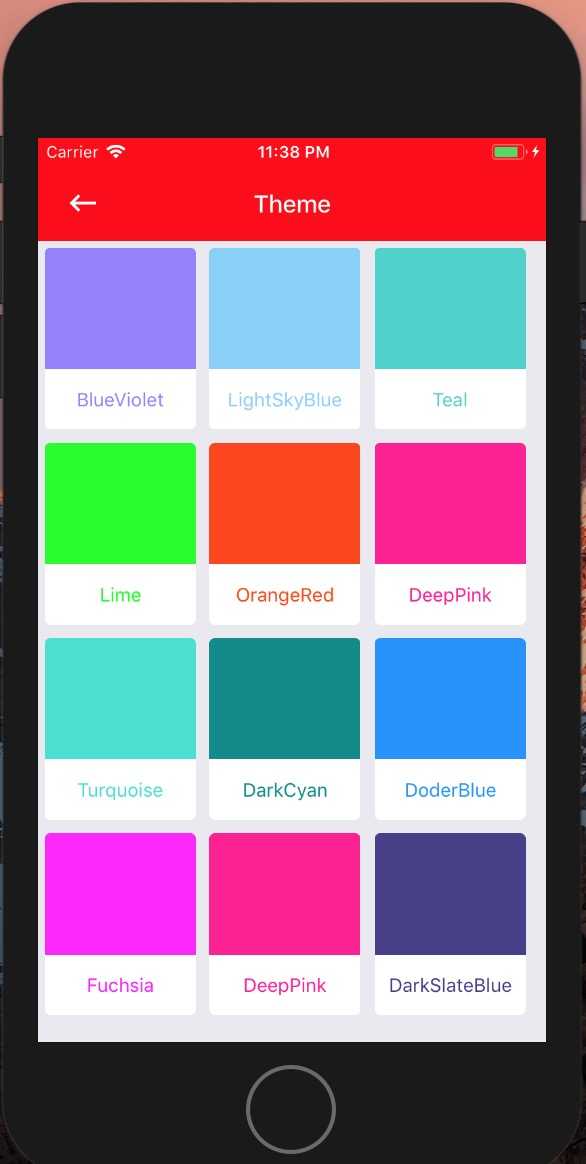 Carrier 11:38 PM
Theme
BlueViolet LightSkyBlue Teal
Lime OrangeRed DeepPink
Turquoise DarkCyan DoderBlue
Fuchsia DeepPink DarkSlateBlue